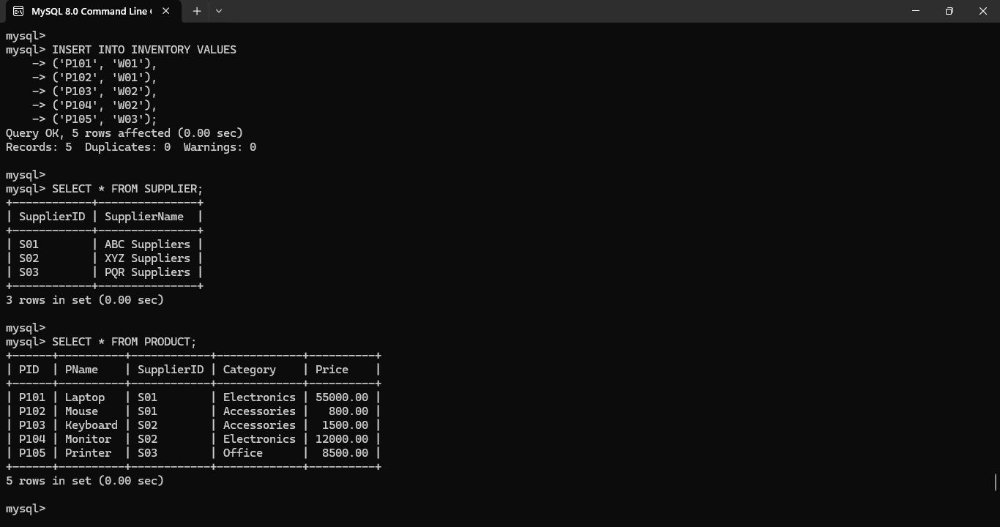 MySQL 8.0 Command Line
mysql>
mysql> INSERT INTO INVENTORY VALUES
    -> ('P101', 'W01'),
    -> ('P102', 'W01'),
    -> ('P103', 'W02'),
    -> ('P104', 'W02'),
    -> ('P105', 'W03');
Query OK, 5 rows affected (0.00 sec)
Records: 5  Duplicates: 0  Warnings: 0

mysql>
mysql> SELECT * FROM SUPPLIER;
+------------+---------------+
| SupplierID | SupplierName  |
+------------+---------------+
| S01        | ABC Suppliers |
| S02        | XYZ Suppliers |
| S03        | PQR Suppliers |
+------------+---------------+
3 rows in set (0.00 sec)

mysql>
mysql> SELECT * FROM PRODUCT;
+------+----------+------------+-------------+----------+
| PID  | PName    | SupplierID | Category    | Price    |
+------+----------+------------+-------------+----------+
| P101 | Laptop   | S01        | Electronics | 55000.00 |
| P102 | Mouse    | S01        | Accessories |   800.00 |
| P103 | Keyboard | S02        | Accessories |  1500.00 |
| P104 | Monitor  | S02        | Electronics | 12000.00 |
| P105 | Printer  | S03        | Office      |  8500.00 |
+------+----------+------------+-------------+----------+
5 rows in set (0.00 sec)

mysql>